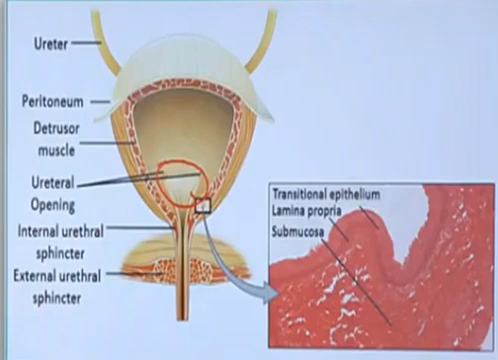 Ureter
Peritoneum
Detrusor
muscle
Ureteral
Opening
Internal urethral
sphincter
External urethral
sphincter
Transitional epithelium
Lamina propria
Submucosa